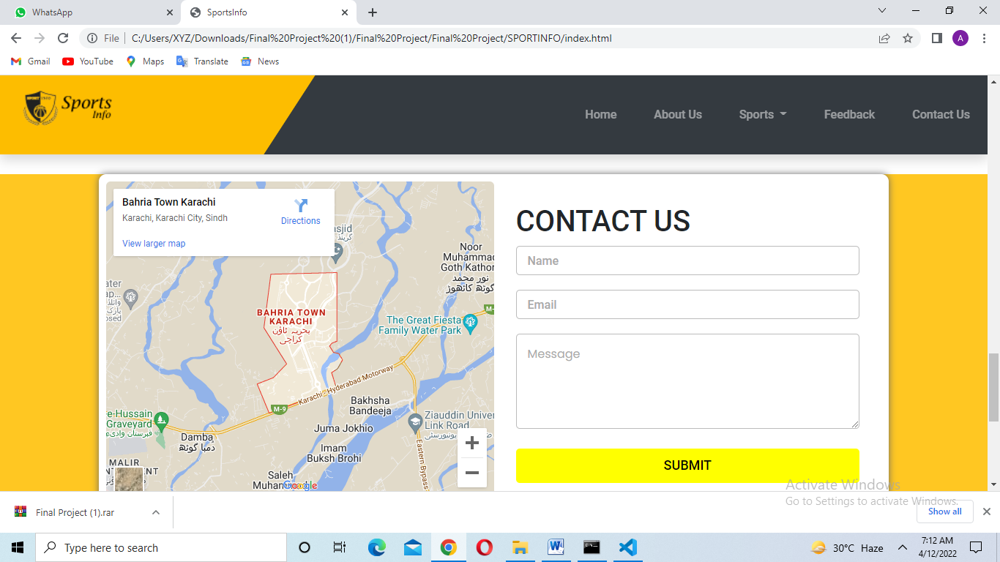 WhatsApp
SportsInfo
File
C:/Users/XYZ/Downloads/Final%20Project%20(1)/Final%20Project/Final%20Project/SPORTINFO/index.html
A
Gmail
YouTube
Maps
Translate
News
Sports
Info
Home
About Us
Sports
Feedback
Contact Us
Bahria Town Karachi
Karachi, Karachi City, Sindh
Directions
View larger map
Noor
Muhammad
Goth Kathor
نور محمد
گوٹھ کاٹھوڑ
BAHRIA TOWN
KARACHI
بحریہ ٹاؤن
کراچی
The Great Fiesta
Family Water Park
Karachi - Hyderabad Motorway
M-9
Bakhsha
Bandeeja
e-Hussain
Graveyard
Ziauddin Univer
Link Road
Juma Jokhio
Damba
دمبا گوٹھ
Imam
Buksh Brohi
Eastern Bypass
MALIR
Saleh
Google
CONTACT US
Name
Email
Message
SUBMIT
Activate Windows
Go to Settings to activate Windows.
Final Project (1).rar
Show all
Type here to search
30°C Haze
7:12 AM
4/12/2022